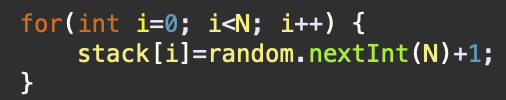 for(int i=0; i<N; i++) {
    stack[i]=random.nextInt(N)+1;
}